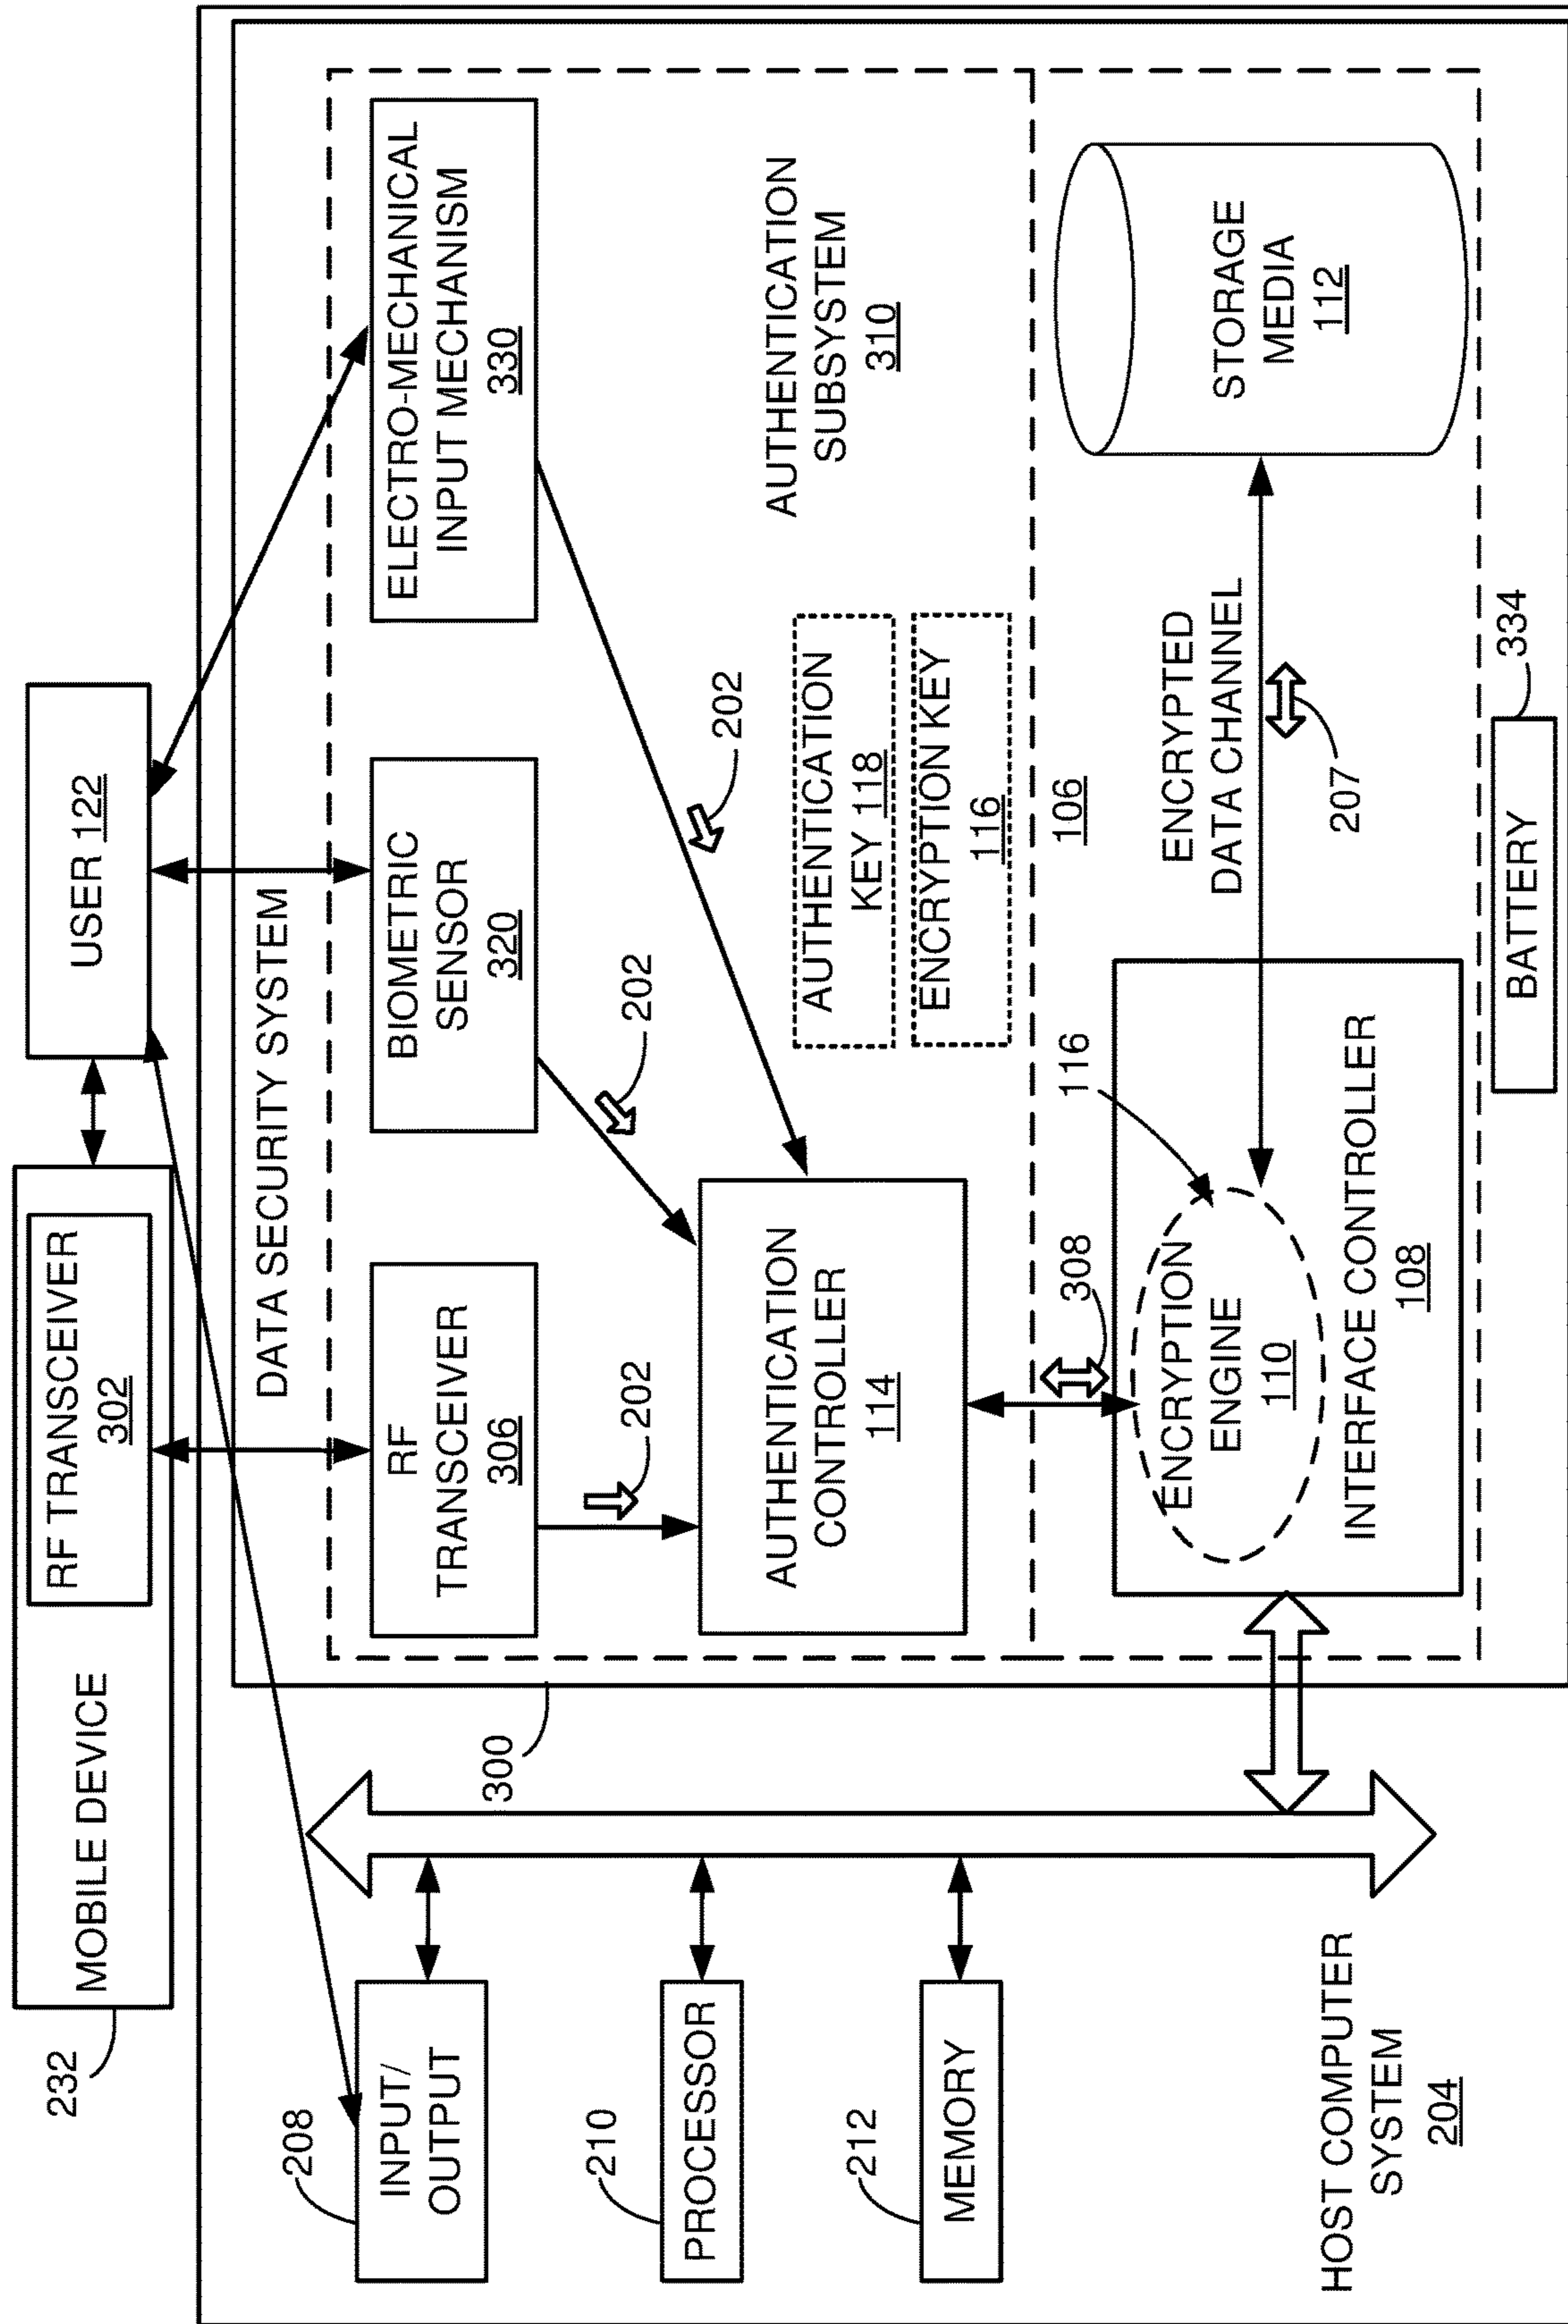 232
MOBILE DEVICE
RF TRANSCEIVER
302
USER 122
DATA SECURITY SYSTEM
300
208
INPUT/
OUTPUT
210
PROCESSOR
212
MEMORY
HOST COMPUTER
SYSTEM
204
RF
TRANSCEIVER
306
BIOMETRIC
SENSOR
320
ELECTRO-MECHANICAL
INPUT MECHANISM
330
202
202
202
AUTHENTICATION
CONTROLLER
114
AUTHENTICATION
SUBSYSTEM
310
AUTHENTICATION
KEY 118
ENCRYPTION KEY
116
106
308
116
ENCRYPTION
ENGINE
110
INTERFACE CONTROLLER
108
ENCRYPTED
DATA CHANNEL
207
STORAGE
MEDIA
112
BATTERY
334